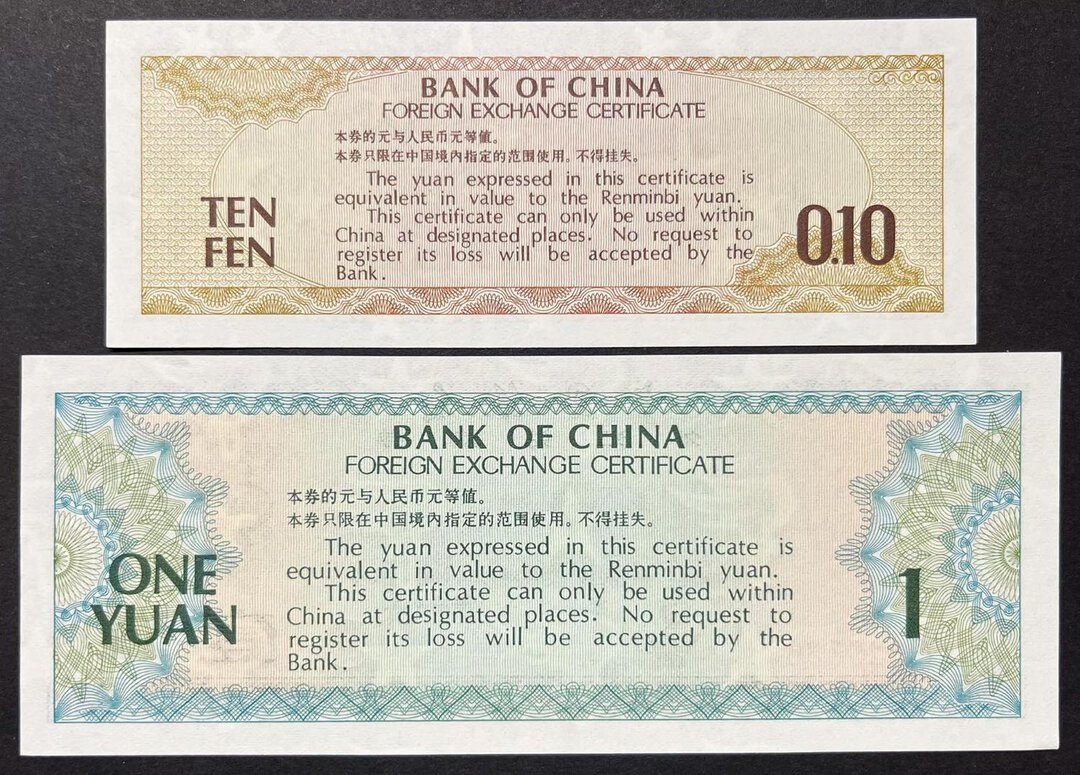 BANK OF CHINA
FOREIGN EXCHANGE CERTIFICATE
本券的元与人民币元等值。
本券只限在中国境内指定的范围使用。不得挂失。
The yuan expressed in this certificate is
equivalent in value to the Renminbi yuan.
This certificate can only be used within
China at designated places. No request to
register its loss will be accepted by the
Bank.
TEN
FEN
0.10
BANK OF CHINA
FOREIGN EXCHANGE CERTIFICATE
本券的元与人民币元等值。
本券只限在中国境内指定的范围使用。不得挂失。
The yuan expressed in this certificate is
equivalent in value to the Renminbi yuan.
This certificate can only be used within
China at designated places. No request to
register its loss will be accepted by the
Bank.
ONE
YUAN
1